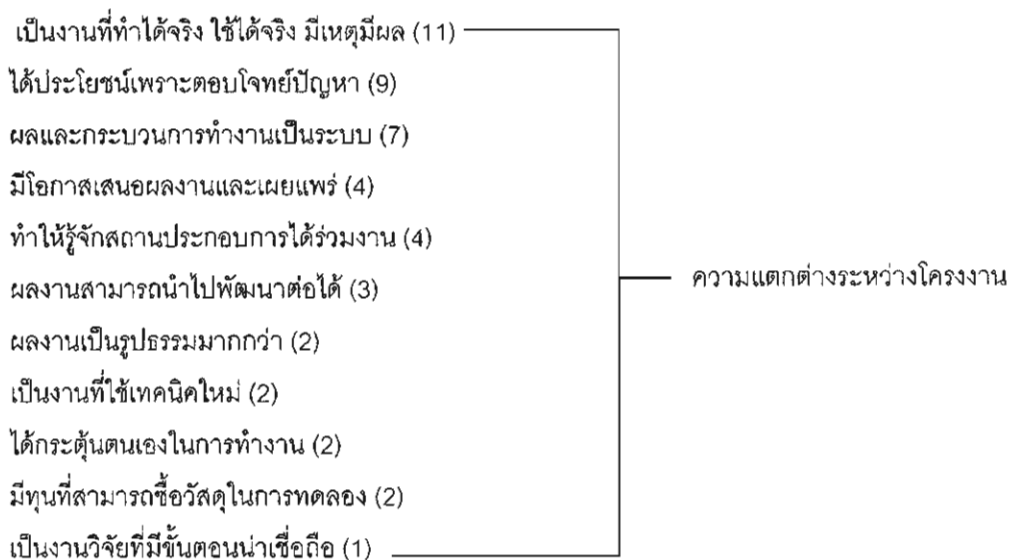 เป็นงานที่ทำได้จริง ใช้ได้จริง มีเหตุมีผล (11)
ได้ประโยชน์เพราะตอบโจทย์ปัญหา (9)
ผลและกระบวนการทำงานเป็นระบบ (7)
มีโอกาสเสนอผลงานและเผยแพร่ (4)
ทำให้รู้จักสถานประกอบการได้ร่วมงาน (4)
ผลงานสามารถนำไปพัฒนาต่อได้ (3)
ความแตกต่างระหว่างโครงงาน
ผลงานเป็นรูปธรรมมากกว่า (2)
เป็นงานที่ใช้เทคนิคใหม่ (2)
ได้กระตุ้นตนเองในการทำงาน (2)
มีทุนที่สามารถซื้อวัสดุในการทดลอง (2)
เป็นงานวิจัยที่มีขั้นตอนน่าเชื่อถือ (1)